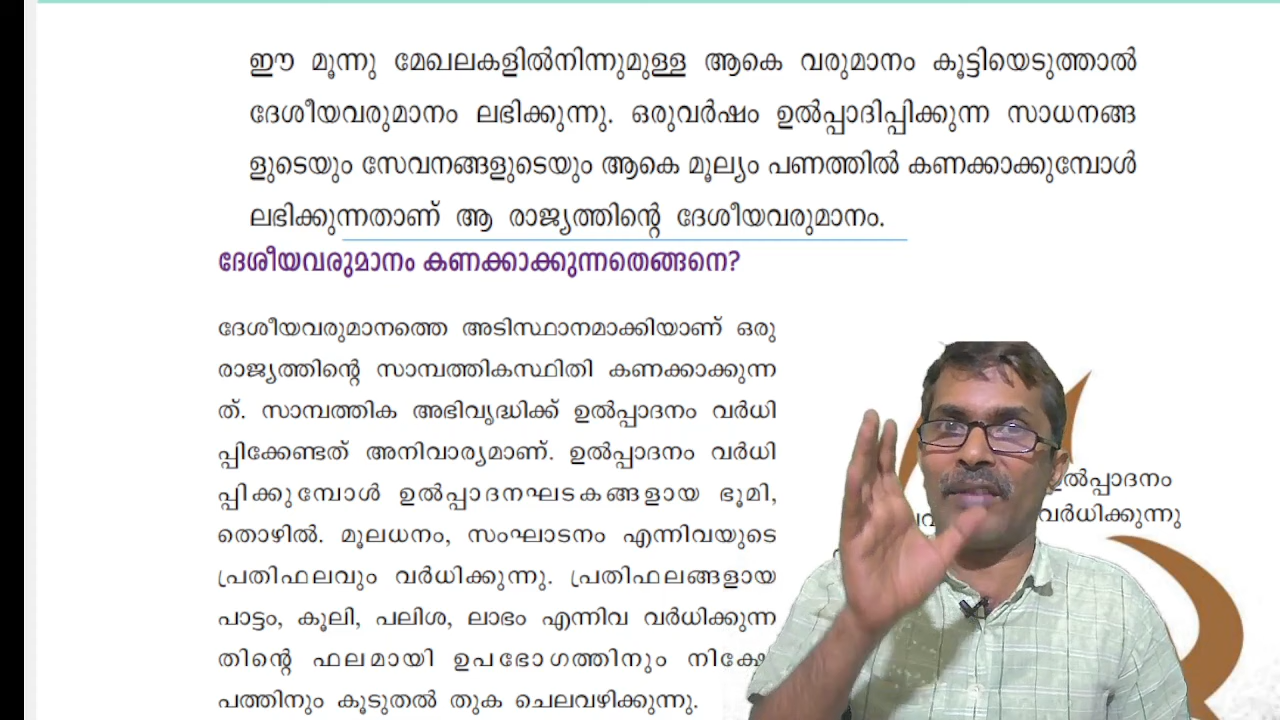 ഈ മൂന്നു മേഖലകളിൽനിന്നുമുള്ള ആകെ വരുമാനം കൂട്ടിയെടുത്താൽ
ദേശീയവരുമാനം ലഭിക്കുന്നു. ഒരുവർഷം ഉൽപ്പാദിപ്പിക്കുന്ന സാധനങ്ങ
ളുടെയും സേവനങ്ങളുടെയും ആകെ മൂല്യം പണത്തിൽ കണക്കാക്കുമ്പോൾ
ലഭിക്കുന്നതാണ് ആ രാജ്യത്തിന്റെ ദേശീയവരുമാനം.
ദേശീയവരുമാനം കണക്കാക്കുന്നതെങ്ങനെ?
ദേശീയവരുമാനത്തെ അടിസ്ഥാനമാക്കിയാണ് ഒരു
രാജ്യത്തിന്റെ സാമ്പത്തികസ്ഥിതി കണക്കാക്കുന്ന
ത്. സാമ്പത്തിക അഭിവൃദ്ധിക്ക് ഉൽപ്പാദനം വർധി
പ്പിക്കേണ്ടത് അനിവാര്യമാണ്. ഉൽപ്പാദനം വർധി
പ്പിക്കുമ്പോൾ ഉൽപ്പാദനഘടകങ്ങളായ ഭൂമി,
തൊഴിൽ. മൂലധനം, സംഘാടനം എന്നിവയുടെ
പ്രതിഫലവും വർധിക്കുന്നു. പ്രതിഫലങ്ങളായ
പാട്ടം, കൂലി, പലിശ, ലാഭം എന്നിവ വർധിക്കുന്ന
തിന്റെ ഫലമായി ഉപഭോഗത്തിനും നിക്ഷേ
പത്തിനും കൂടുതൽ തുക ചെലവഴിക്കുന്നു.
ഉൽപ്പാദനം
വർധിക്കുന്നു